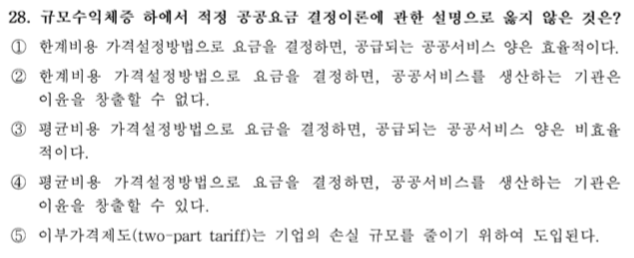 28. 규모수익체증 하에서 적정 공공요금 결정이론에 관한 설명으로 옳지 않은 것은?
① 한계비용 가격설정방법으로 요금을 결정하면, 공급되는 공공서비스 양은 효율적이다.
② 한계비용 가격설정방법으로 요금을 결정하면, 공공서비스를 생산하는 기관은
이윤을 창출할 수 없다.
③ 평균비용 가격설정방법으로 요금을 결정하면, 공급되는 공공서비스 양은 비효율
적이다.
④ 평균비용 가격설정방법으로 요금을 결정하면, 공공서비스를 생산하는 기관은
이윤을 창출할 수 있다.
⑤ 이부가격제도(two-part tariff)는 기업의 손실 규모를 줄이기 위하여 도입된다.